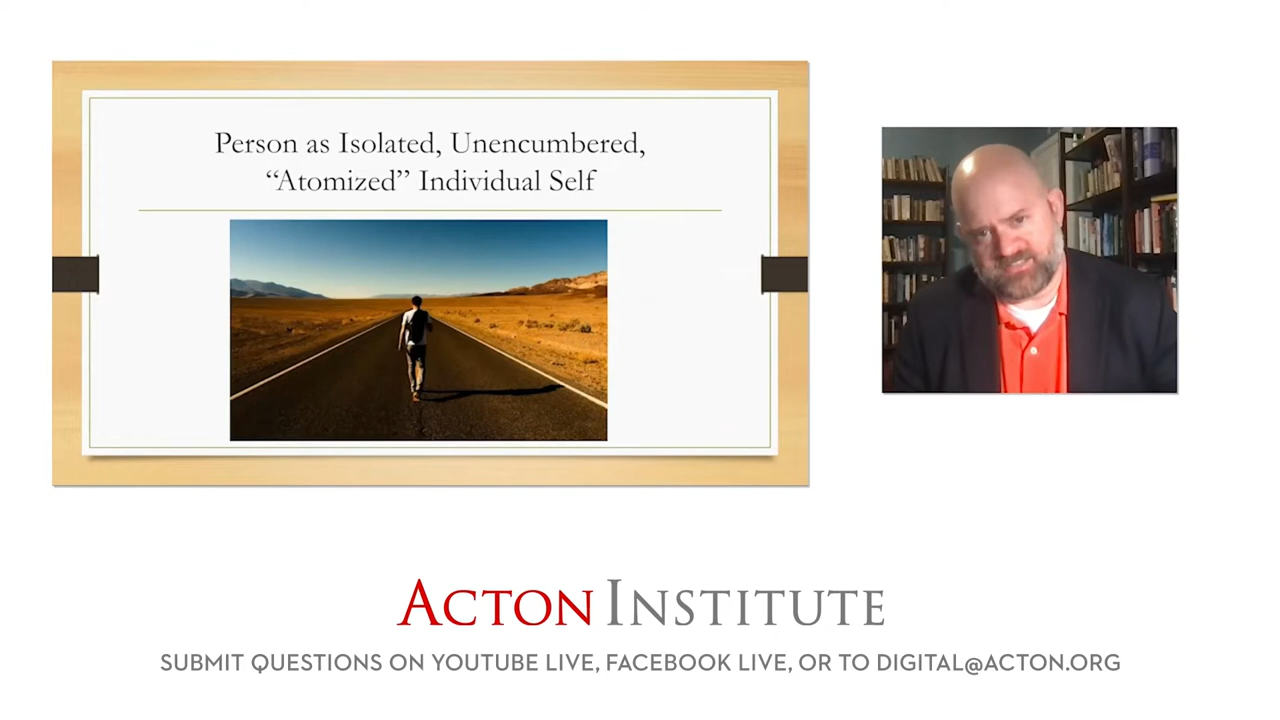 Person as Isolated, Unencumbered,
“Atomized” Individual Self
ACTON INSTITUTE
SUBMIT QUESTIONS ON YOUTUBE LIVE, FACEBOOK LIVE, OR TO DIGITAL@ACTON.ORG